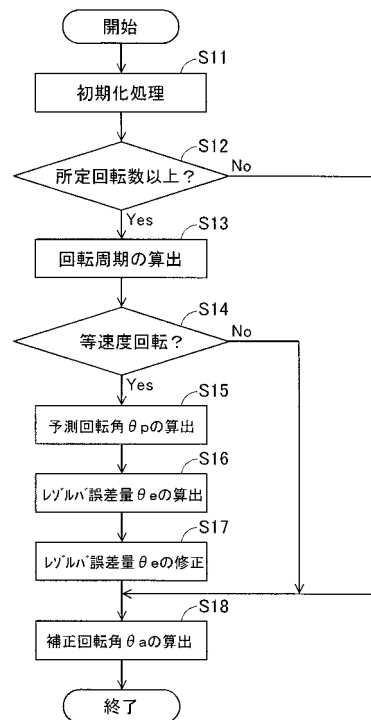 開始
S11
初期化処理
S12
所定回転数以上?
No
Yes
S13
回転周期の算出
S14
等速度回転?
No
Yes
S15
予測回転角θpの算出
S16
ﾚｿﾞﾙﾊﾞ誤差量θeの算出
S17
ﾚｿﾞﾙﾊﾞ誤差量θeの修正
S18
補正回転角θaの算出
終了